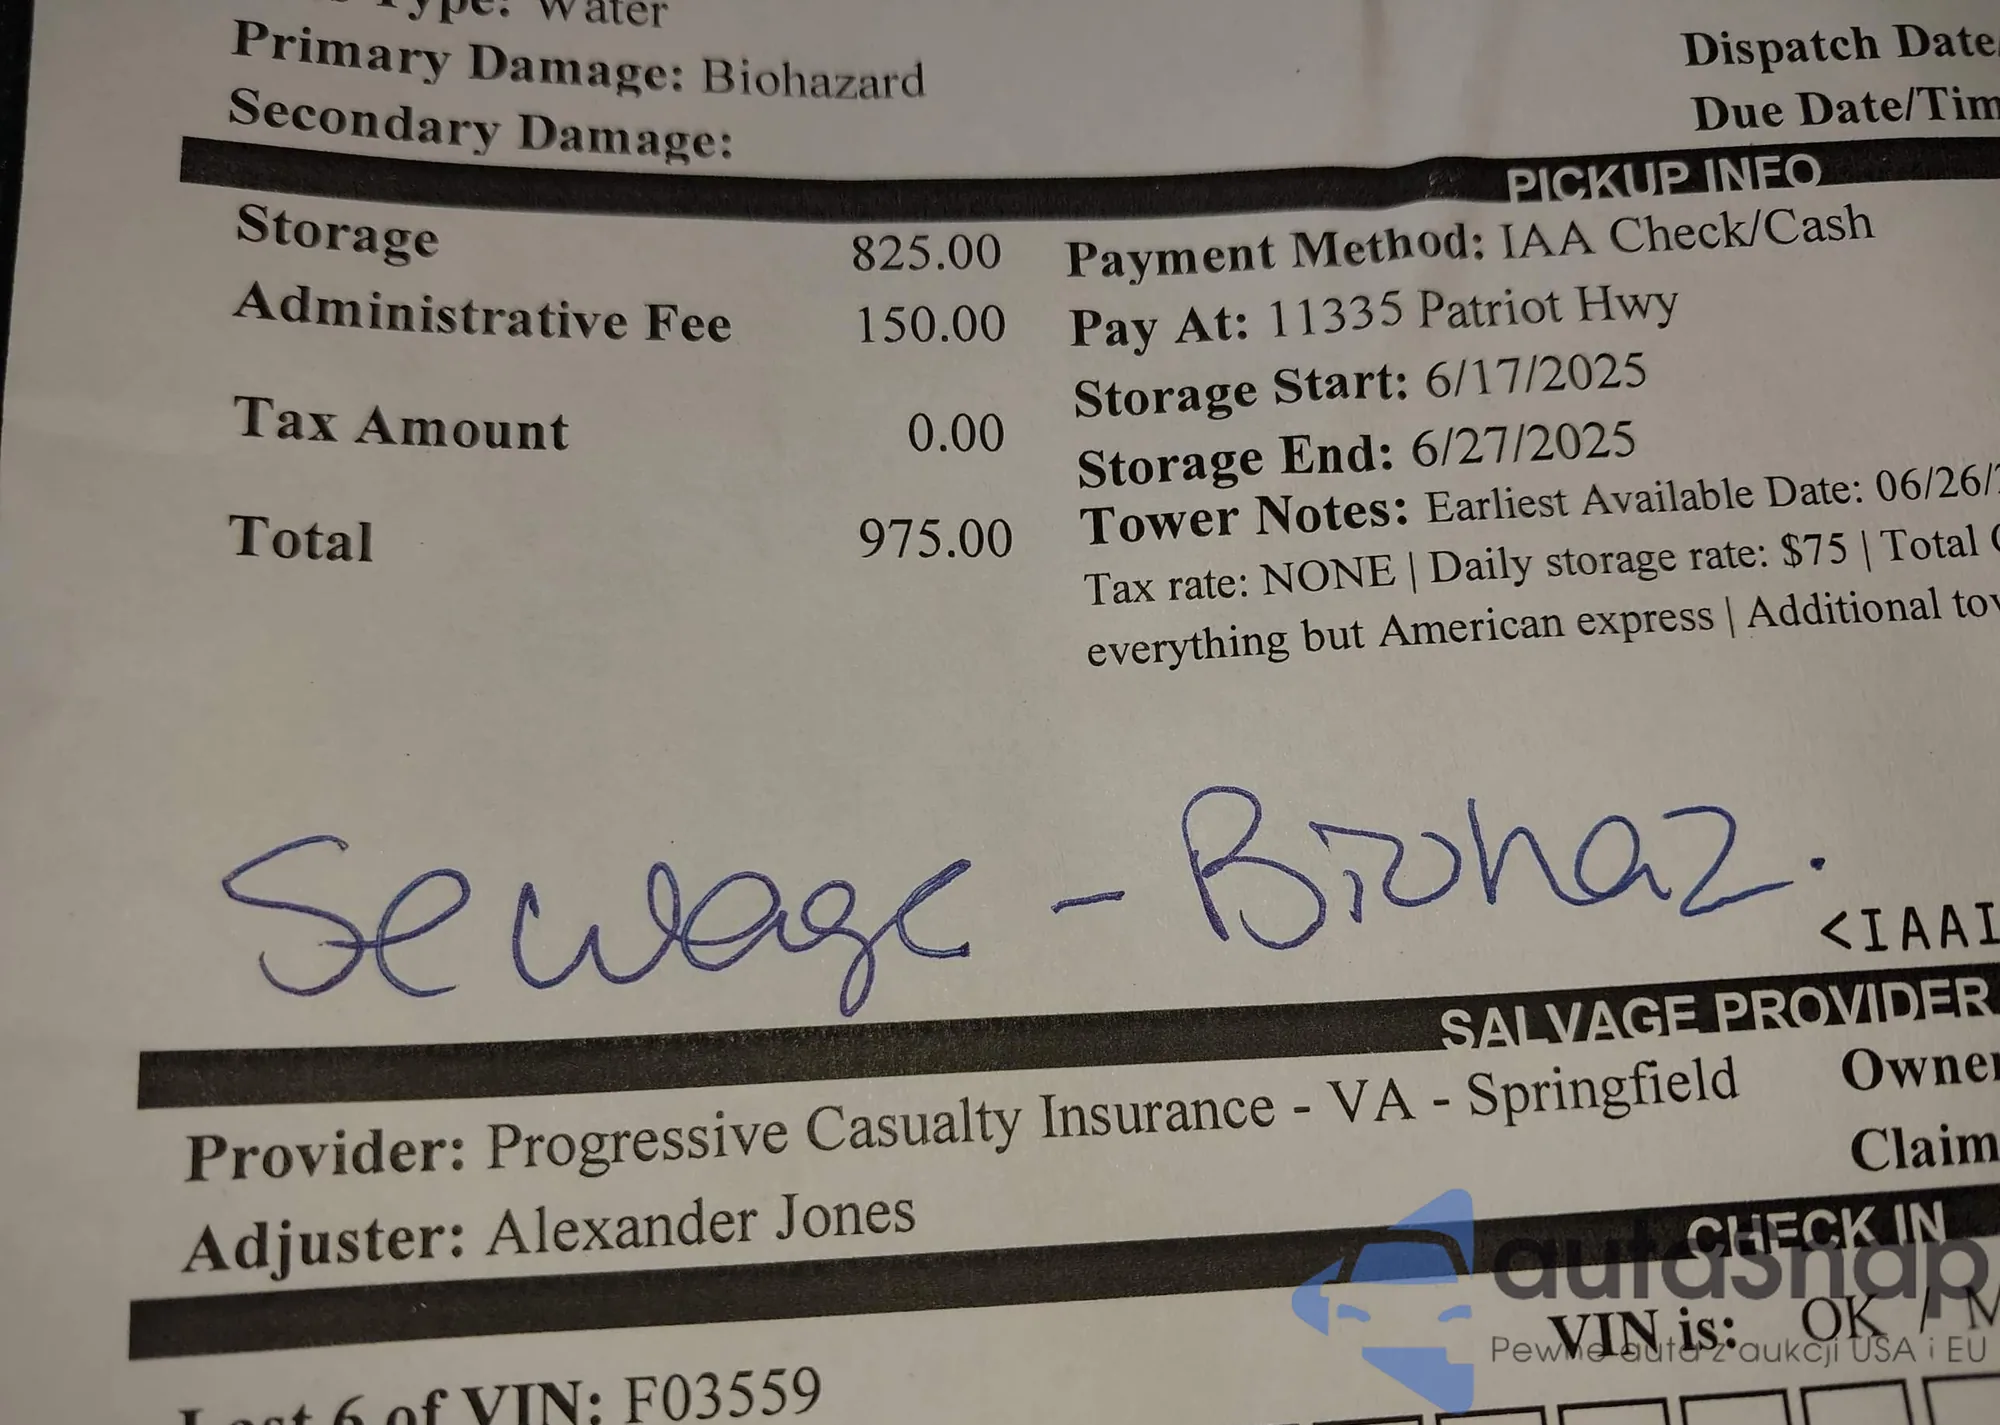 Type: Water
Primary Damage: Biohazard
Secondary Damage:
Dispatch Date/
Due Date/Tim
PICKUP INFO
Storage 825.00
Administrative Fee 150.00
Tax Amount 0.00
Total 975.00
Payment Method: IAA Check/Cash
Pay At: 11335 Patriot Hwy
Storage Start: 6/17/2025
Storage End: 6/27/2025
Tower Notes: Earliest Available Date: 06/26/
Tax rate: NONE | Daily storage rate: $75 | Total
everything but American express | Additional tow
Sewage - Biohaz.
<IAAI
SALVAGE PROVIDER
Provider: Progressive Casualty Insurance - VA - Springfield
Adjuster: Alexander Jones
Owner
Claim
CHECK IN
VIN is: OK / M
Last 6 of VIN: F03559
autasnap
Pewne auta z aukcji USA i EU